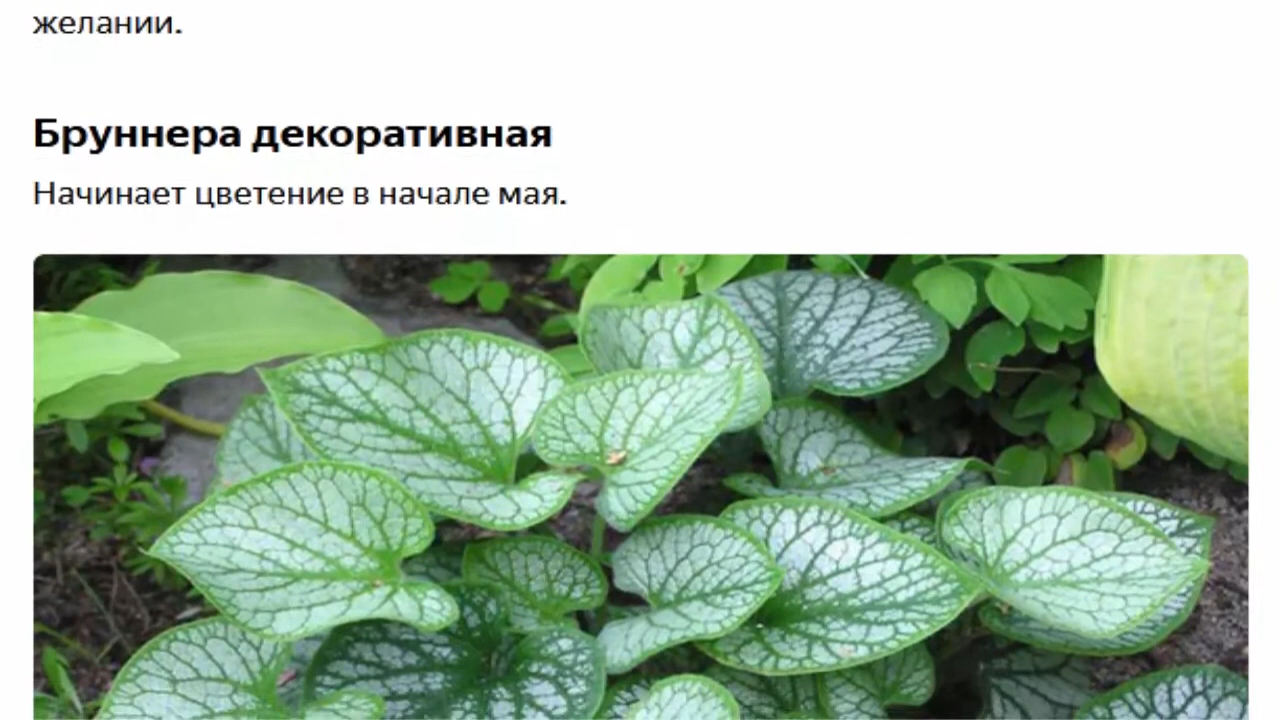 желании.
Бруннера декоративная
Начинает цветение в начале мая.